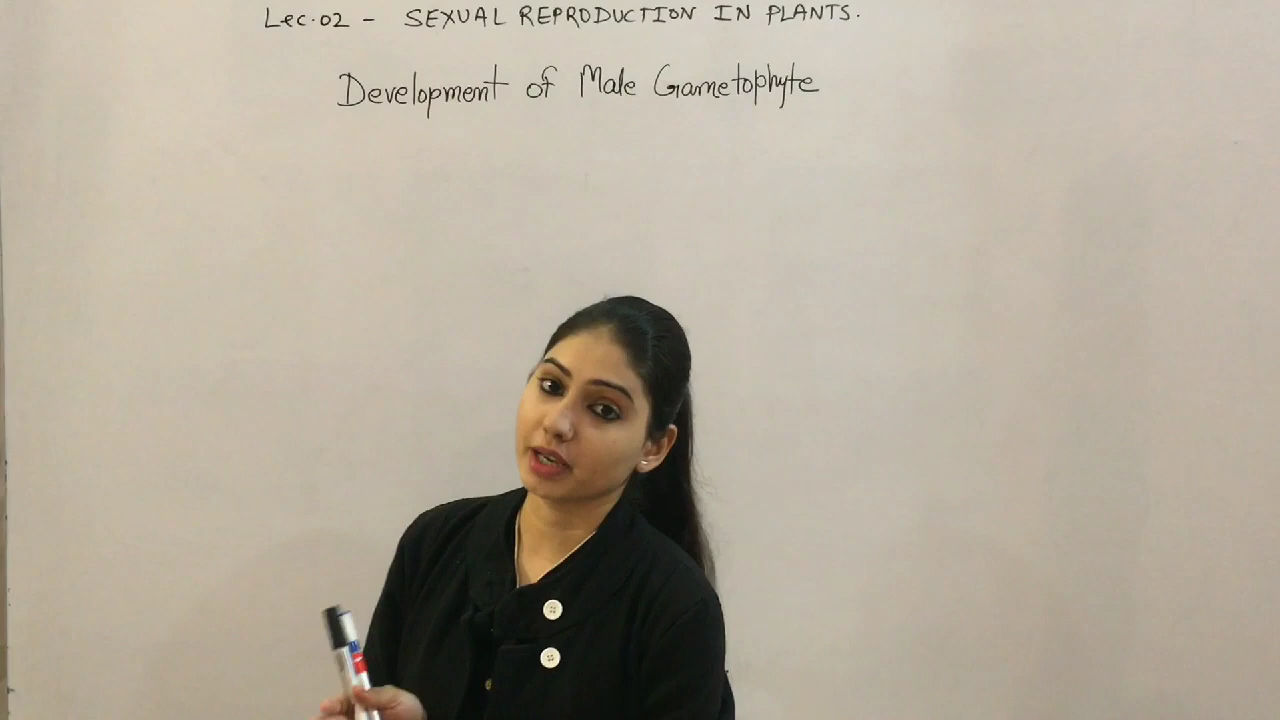 Lec.02 - SEXUAL REPRODUCTION IN PLANTS.
Development of Male Gametophyte